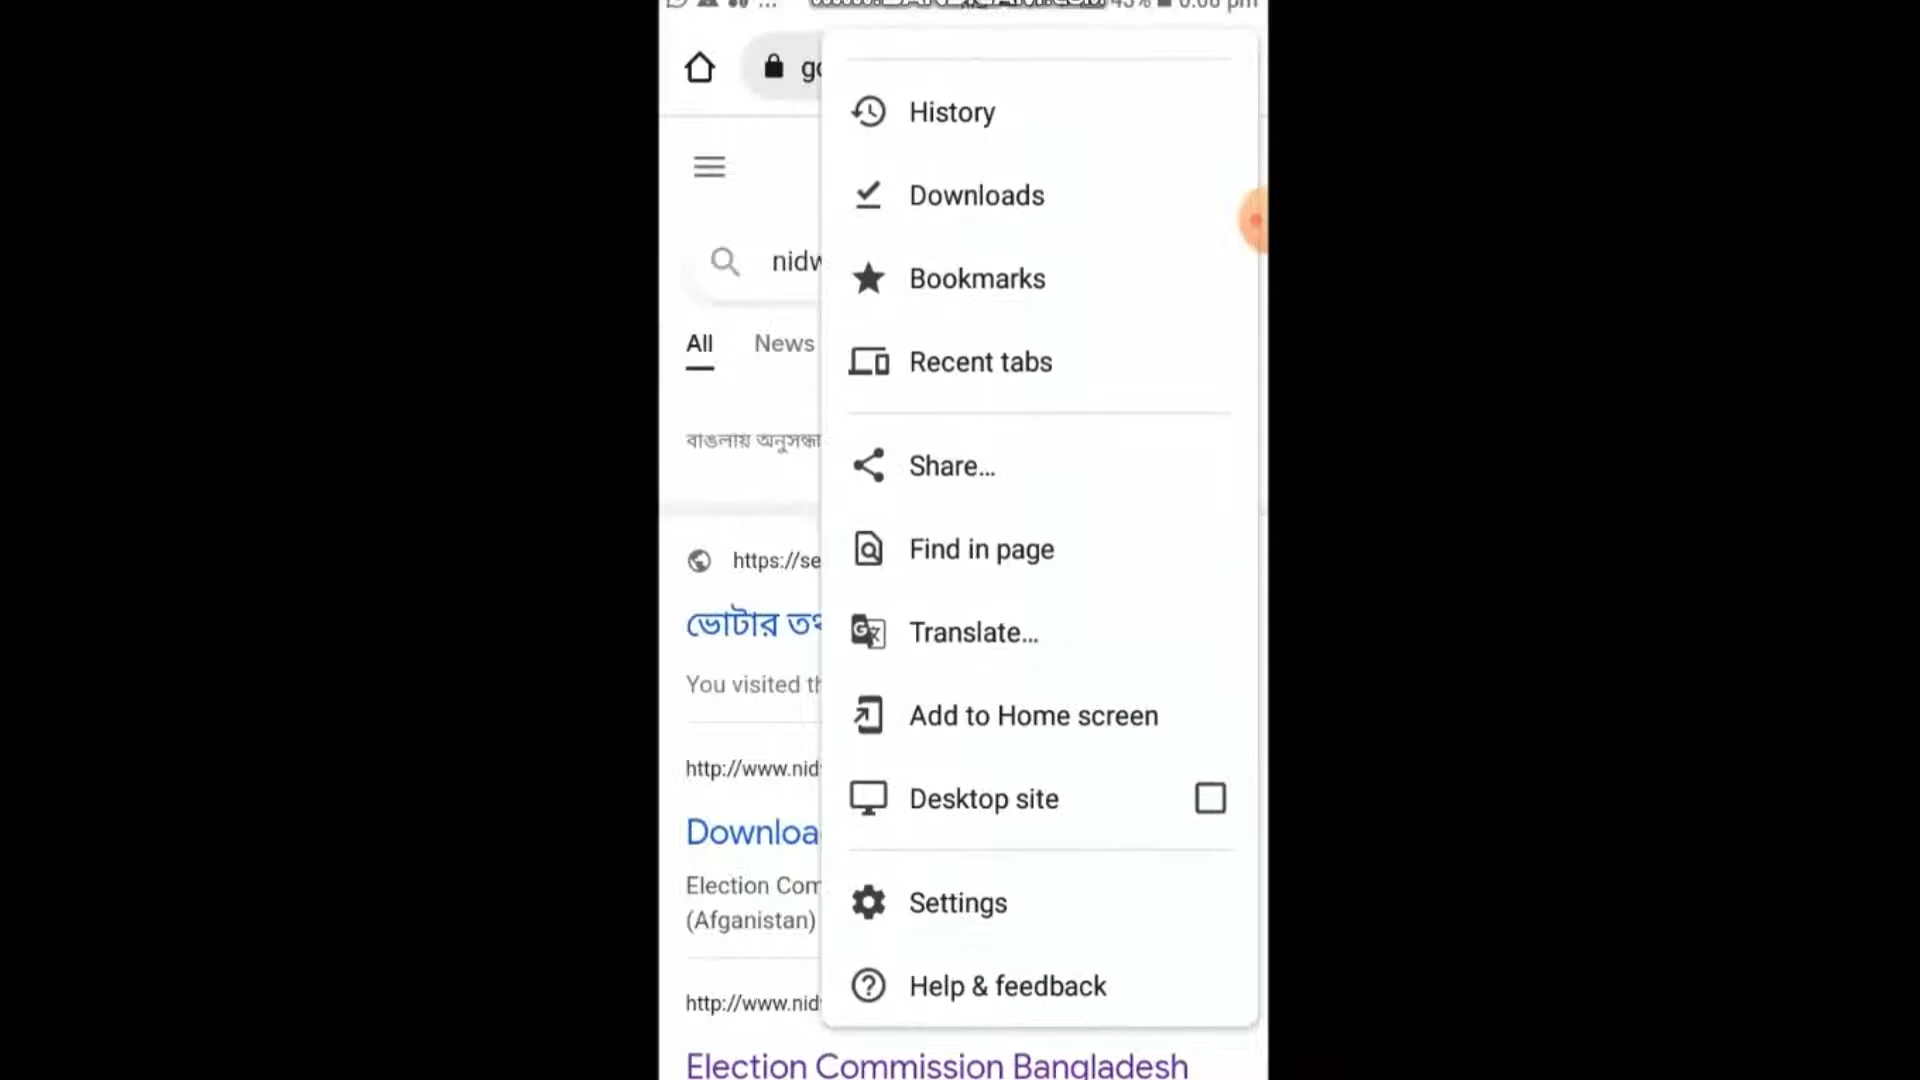 History
Downloads
nidw
Bookmarks
All
News
Recent tabs
বাঙলায়
Share...
Find in page
https://se
ভোটার
Translate...
You visited
Add to Home screen
http://www.nid
Desktop site
Downloa
Election Com
(Afganistan)
Settings
Help & feedback
http://www.nid
Election Commission Bangladesh